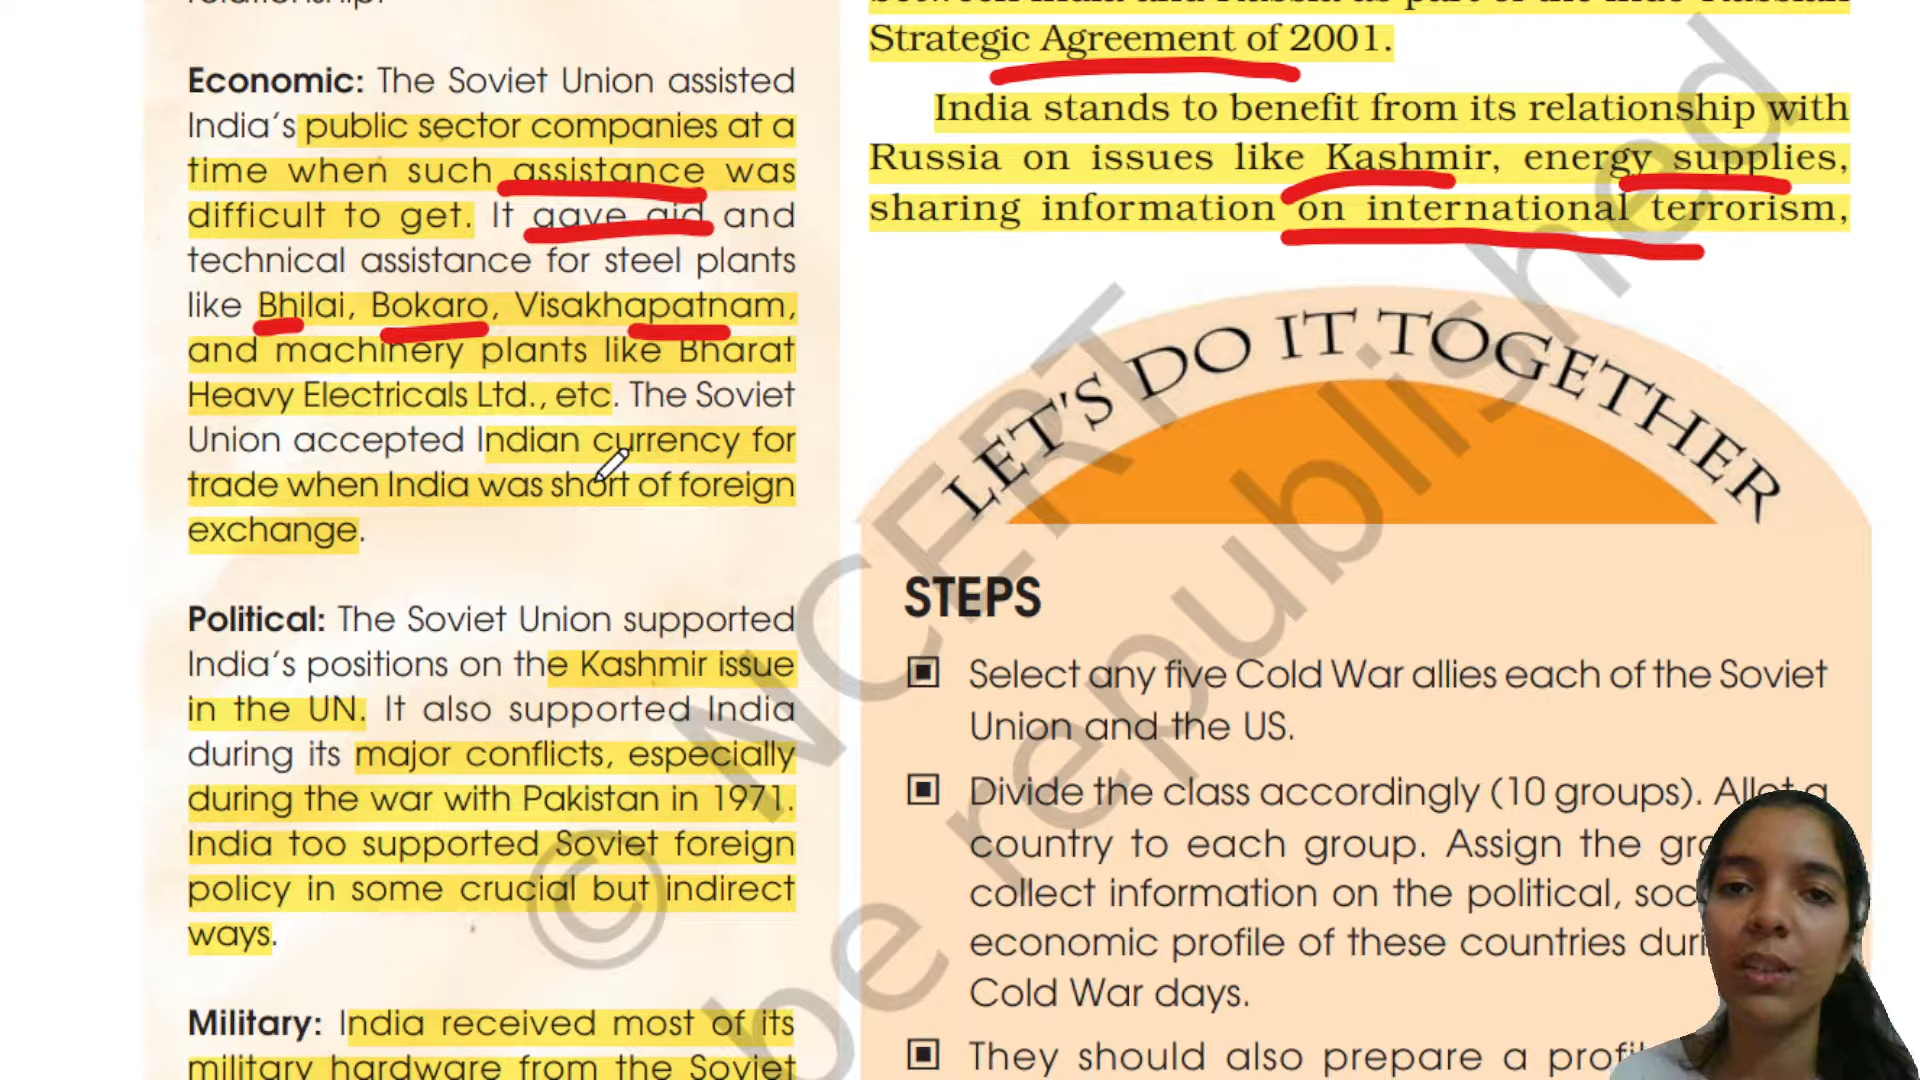 Economic: The Soviet Union assisted
India's public sector companies at a
time when such assistance was
difficult to get. It gave aid and
technical assistance for steel plants
like Bhilai, Bokaro, Visakhapatnam,
and machinery plants like Bharat
Heavy Electricals Ltd., etc. The Soviet
Union accepted Indian currency for
trade when India was short of foreign
exchange.
Political: The Soviet Union supported
India's positions on the Kashmir issue
in the UN. It also supported India
during its major conflicts, especially
during the war with Pakistan in 1971.
India too supported Soviet foreign
policy in some crucial but indirect
ways.
Military: India received most of its
military hardware from the Soviet
Strategic Agreement of 2001.
India stands to benefit from its relationship with
Russia on issues like Kashmir, energy supplies,
sharing information on international terrorism,
LET'S DO IT TOGETHER
STEPS
Select any five Cold War allies each of the Soviet
Union and the US.
Divide the class accordingly (10 groups). Allot a
country to each group. Assign the
collect information on the political,
economic profile of these countries
Cold War days.
They should also prepare a
© NCERT
be republished